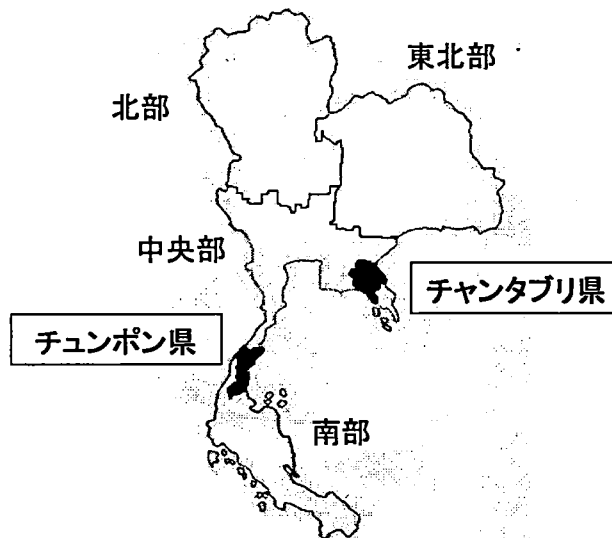 東北部
北部
中央部
チャンタブリ県
チュンポン県
南部